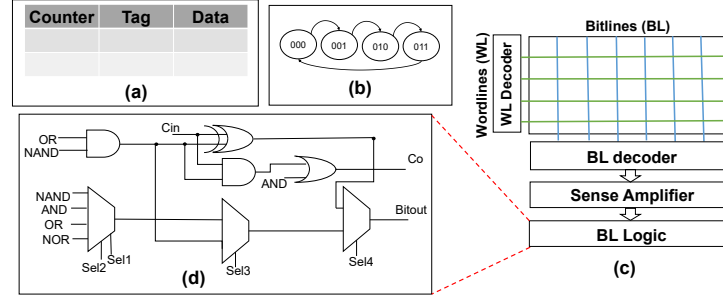 Counter Tag Data
(a)
000 001 010 011
(b)
Bitlines (BL)
Wordlines (WL)
WL Decoder
BL decoder
Sense Amplifier
BL Logic
(c)
OR
NAND
Cin
AND
Co
NAND
AND
OR
NOR
Sel2
Sel1
Sel3
Sel4
Bitout
(d)